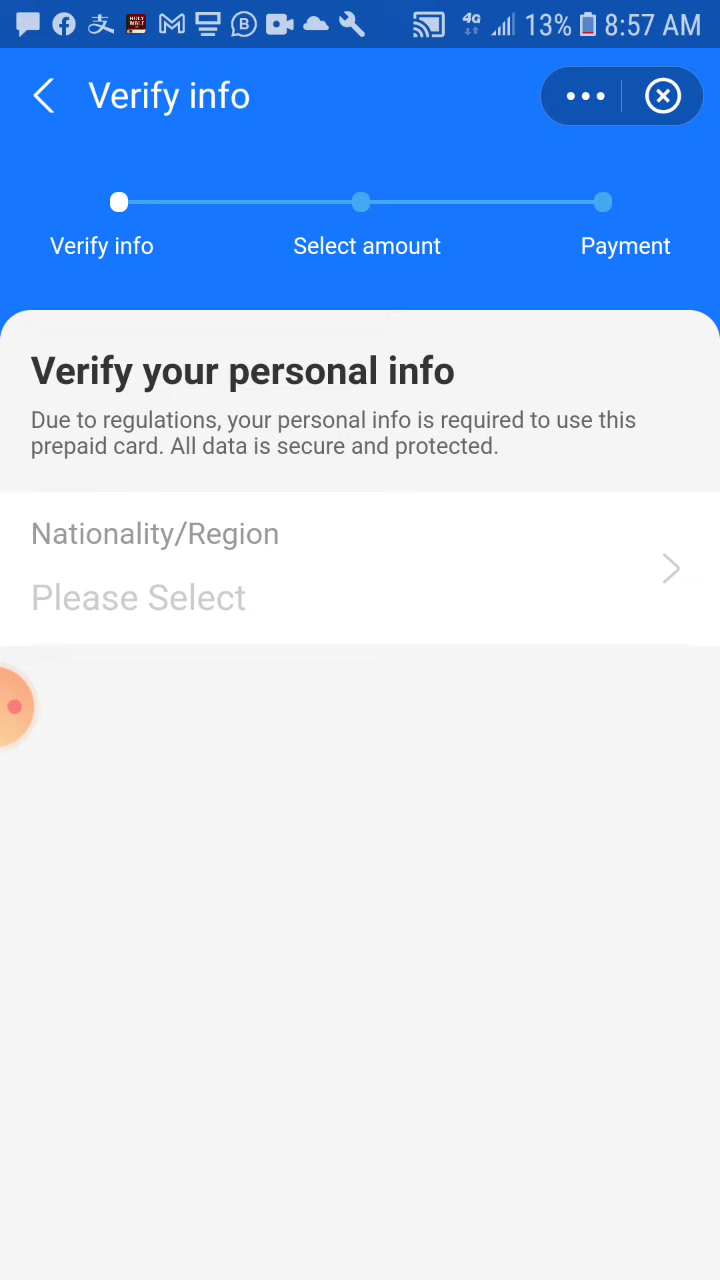 13% 8:57 AM
Verify info
Verify info Select amount Payment
Verify your personal info
Due to regulations, your personal info is required to use this
prepaid card. All data is secure and protected.
Nationality/Region
Please Select